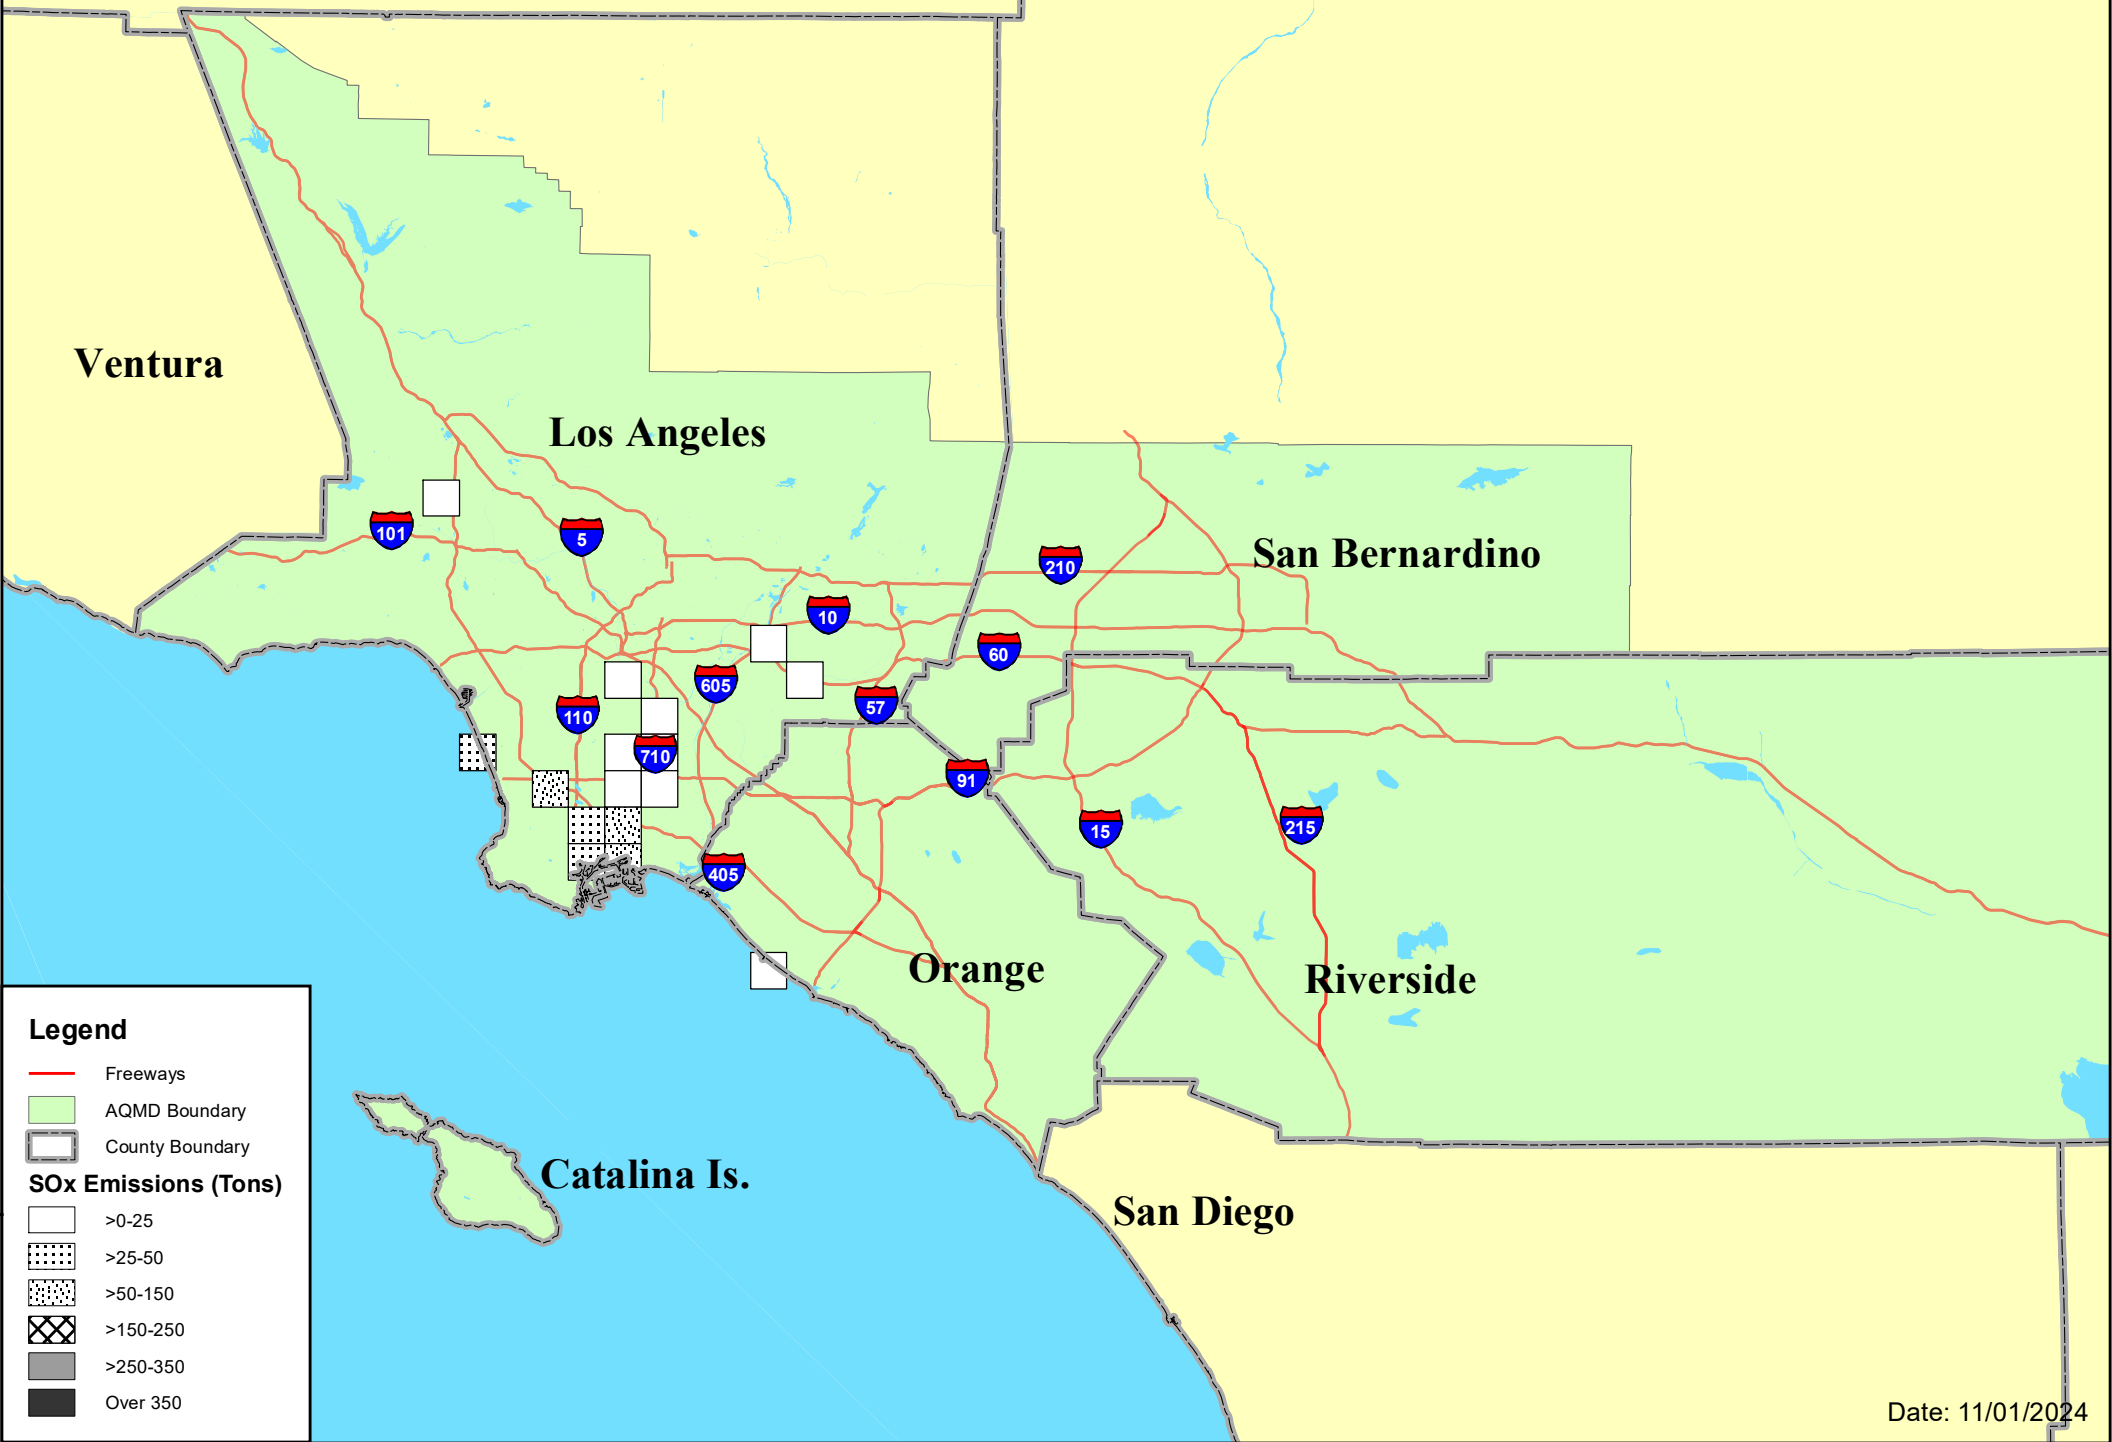 Ventura
Los Angeles
101
5
210
San Bernardino
10
60
605
57
110
710
91
15
215
405
Orange
Riverside
Legend
Freeways
AQMD Boundary
County Boundary
SOx Emissions (Tons)
>0-25
>25-50
>50-150
>150-250
>250-350
Over 350
Catalina Is.
San Diego
Date: 11/01/2024